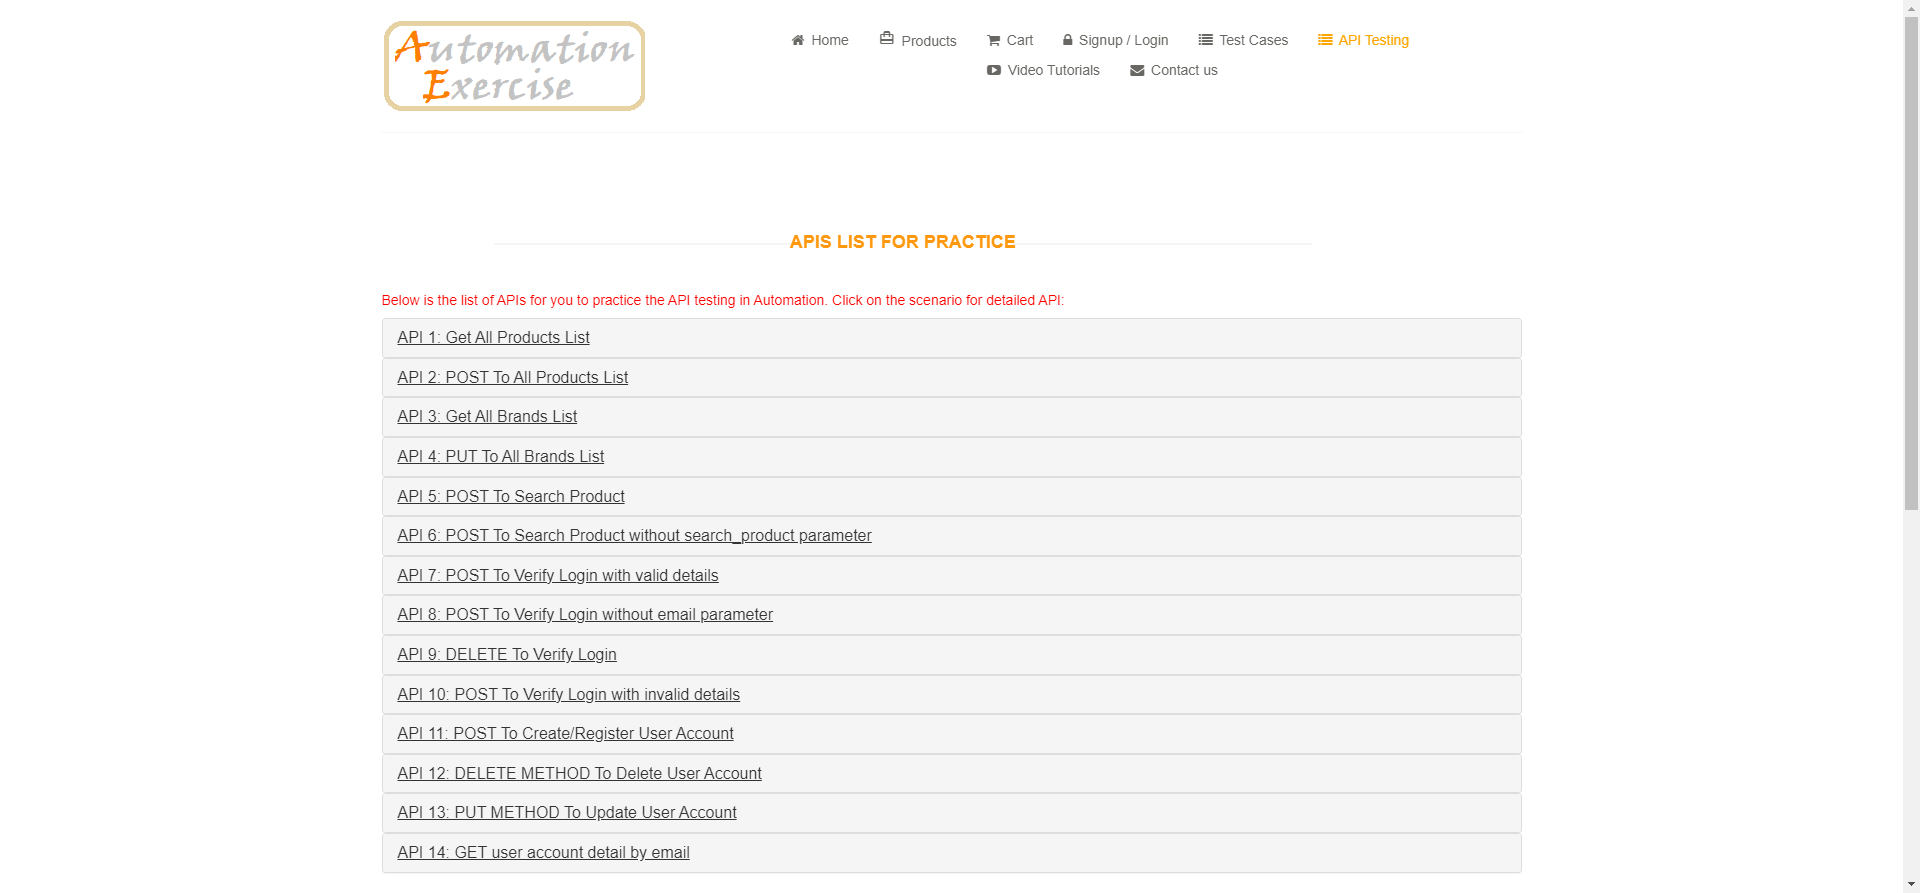 Automation
Exercise
Home
Products
Cart
Signup / Login
Test Cases
API Testing
Video Tutorials
Contact us
APIS LIST FOR PRACTICE
Below is the list of APIs for you to practice the API testing in Automation. Click on the scenario for detailed API:
API 1: Get All Products List
API 2: POST To All Products List
API 3: Get All Brands List
API 4: PUT To All Brands List
API 5: POST To Search Product
API 6: POST To Search Product without search_product parameter
API 7: POST To Verify Login with valid details
API 8: POST To Verify Login without email parameter
API 9: DELETE To Verify Login
API 10: POST To Verify Login with invalid details
API 11: POST To Create/Register User Account
API 12: DELETE METHOD To Delete User Account
API 13: PUT METHOD To Update User Account
API 14: GET user account detail by email